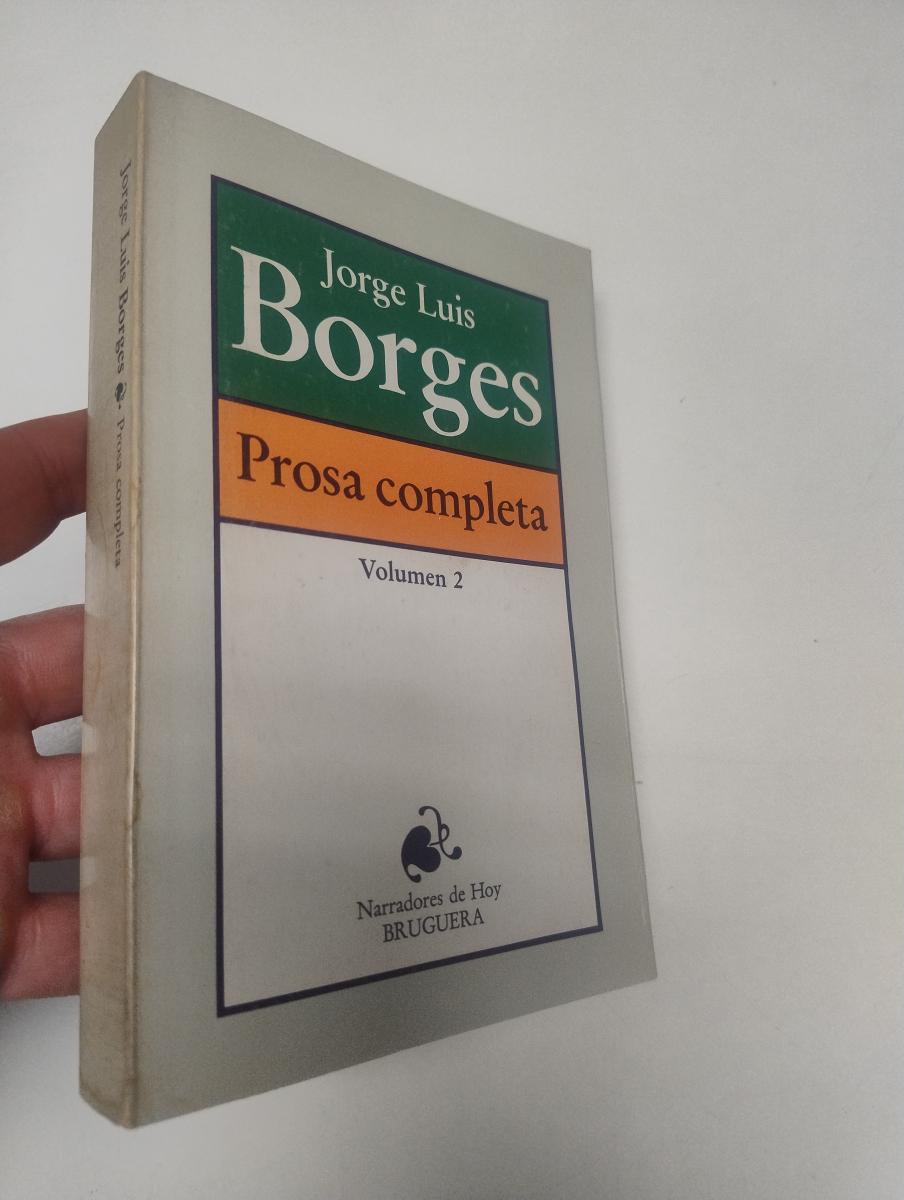 Jorge Luis
Borges
Prosa completa
Volumen 2
Narradores de Hoy
BRUGUERA
Jorge Luis Borges Prosa completa